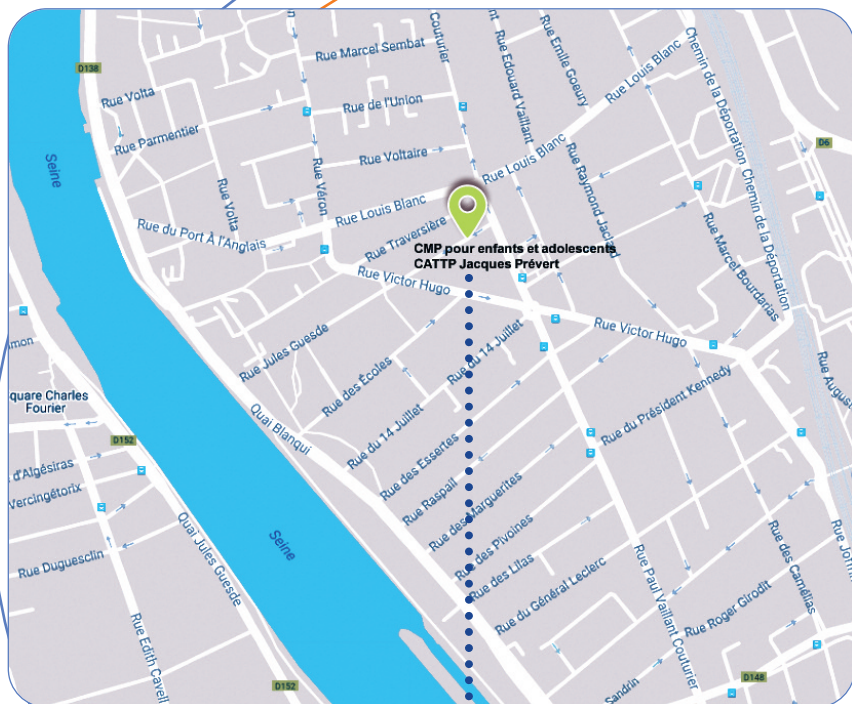 Couturier
Rue Marcel Sembat
Rue Edouard Vaillant
Rue Emile Goeury
Rue Louis Blanc
Chemin de la Déportation
Chemin de la Déportation
D138
Rue Volta
Rue de l'Union
Rue Parmentier
D6
Rue Voltaire
Rue Véron
Rue Louis Blanc
Rue Raymond Jaclard
Seine
Rue Volta
Rue Louis Blanc
Rue du Port À l'Anglais
Rue Traversière
Rue Marcel Bourdarias
CMP pour enfants et adolescents
CATTP Jacques Prévert
Rue Victor Hugo
Rue Victor Hugo
Rue Jules Guesde
Rue du 14 Juillet
Rue des Écoles
Rue du Président Kennedy
quare Charles
Fourier
Quai Blanqui
Rue du 14 Juillet
D152
Rue des Essertes
d'Algésiras
Vercingétorix
Rue Raspail
Rue des Marguerites
Quai Jules Guesde
Seine
Rue des Pivoines
Rue des Lilas
Rue Duguesclin
Rue du Général Leclerc
Rue Paul Vaillant Couturier
Rue des Camélias
Rue Roger Girodit
Rue Edith Cavell
Sandrin
D152
D148